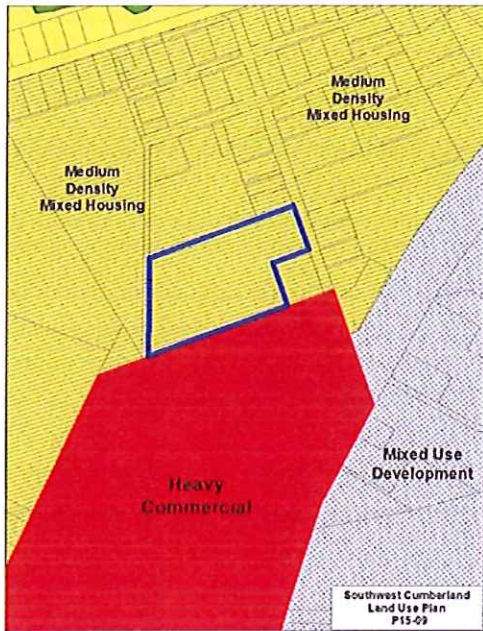 Medium
Density
Mixed Housing
Medium
Density
Mixed Housing
Heavy
Commercial
Mixed Use
Development
Southwest Cumberland
Land Use Plan
P15-09